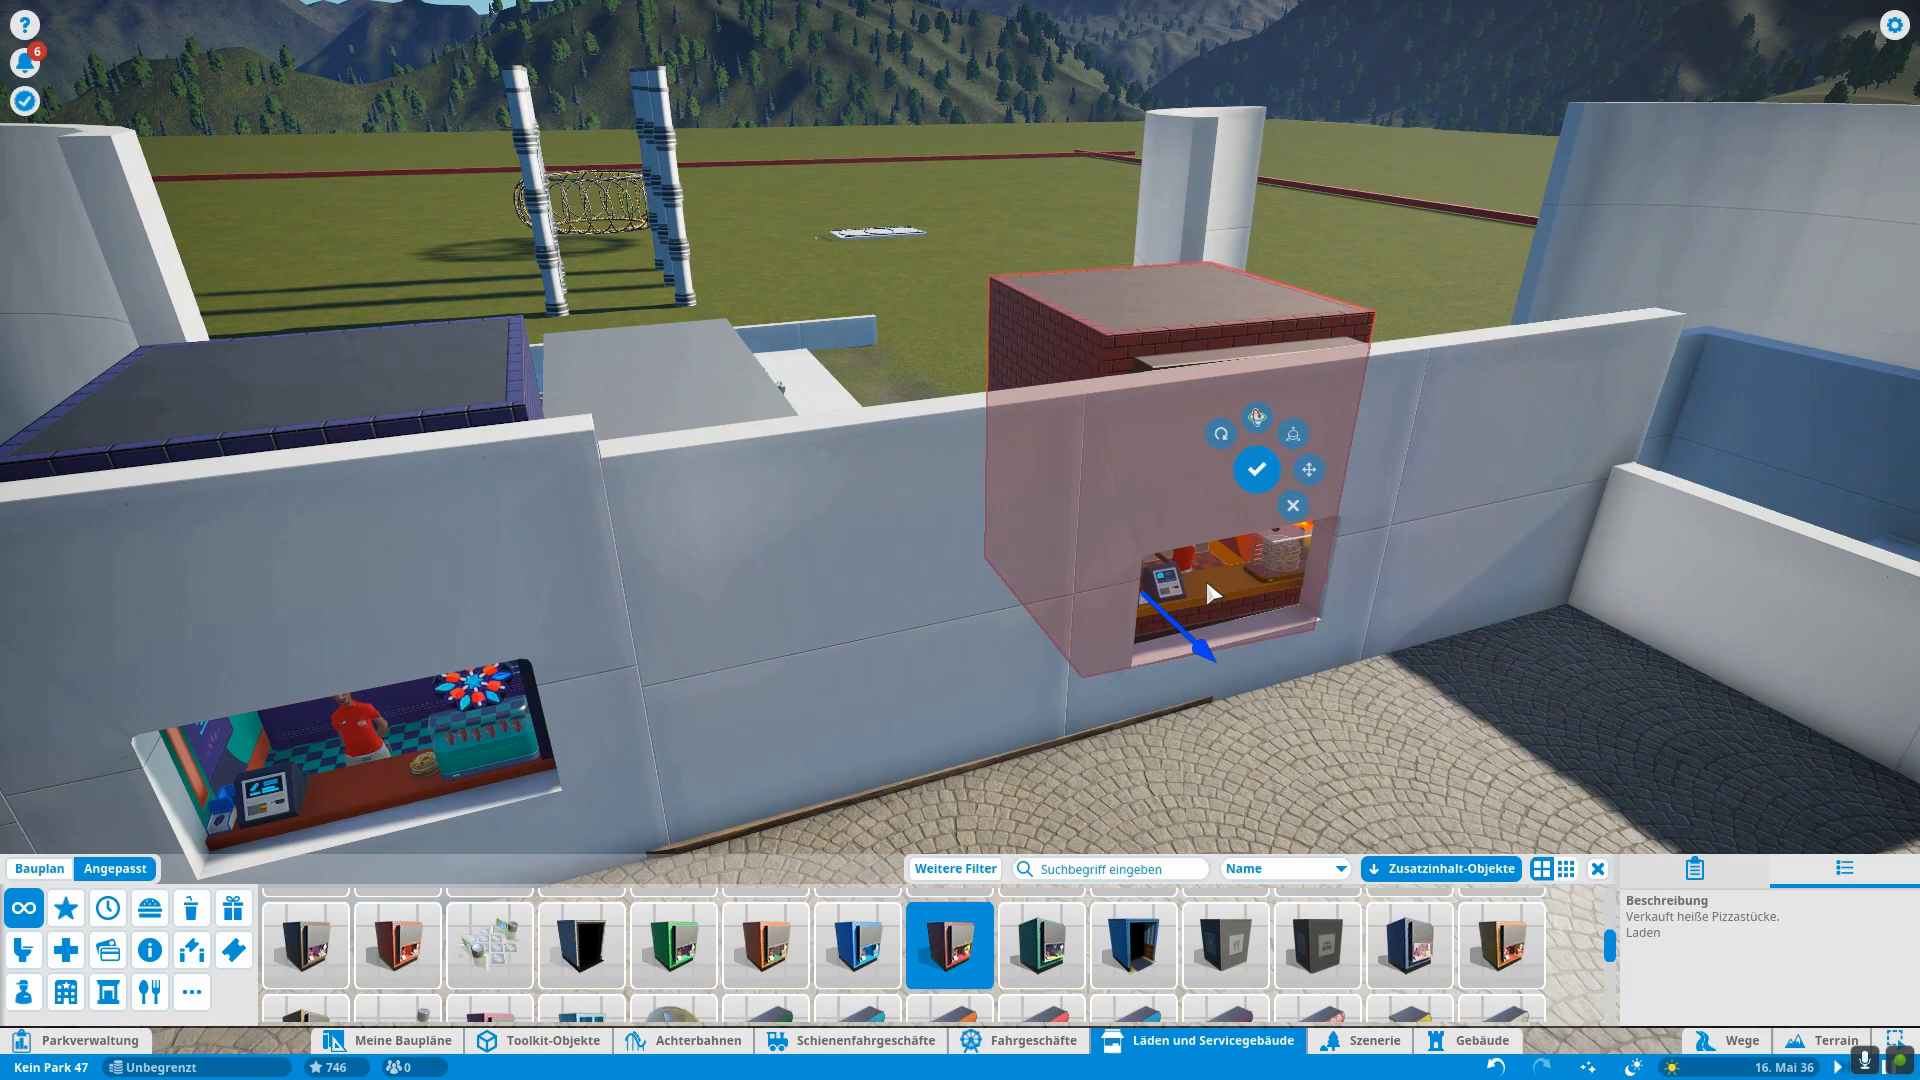 ?
6
Bauplan
Angepasst
Weitere Filter
Suchbegriff eingeben
Name
Zusatzinhalt-Objekte
Beschreibung
Verkauft heiße Pizzastücke.
Laden
Parkverwaltung
Meine Baupläne
Toolkit-Objekte
Achterbahnen
Schienenfahrgeschäfte
Fahrgeschäfte
Läden und Servicegebäude
Szenerie
Gebäude
Wege
Terrain
Kein Park 47
Unbegrenzt
746
0
16. Mai 36